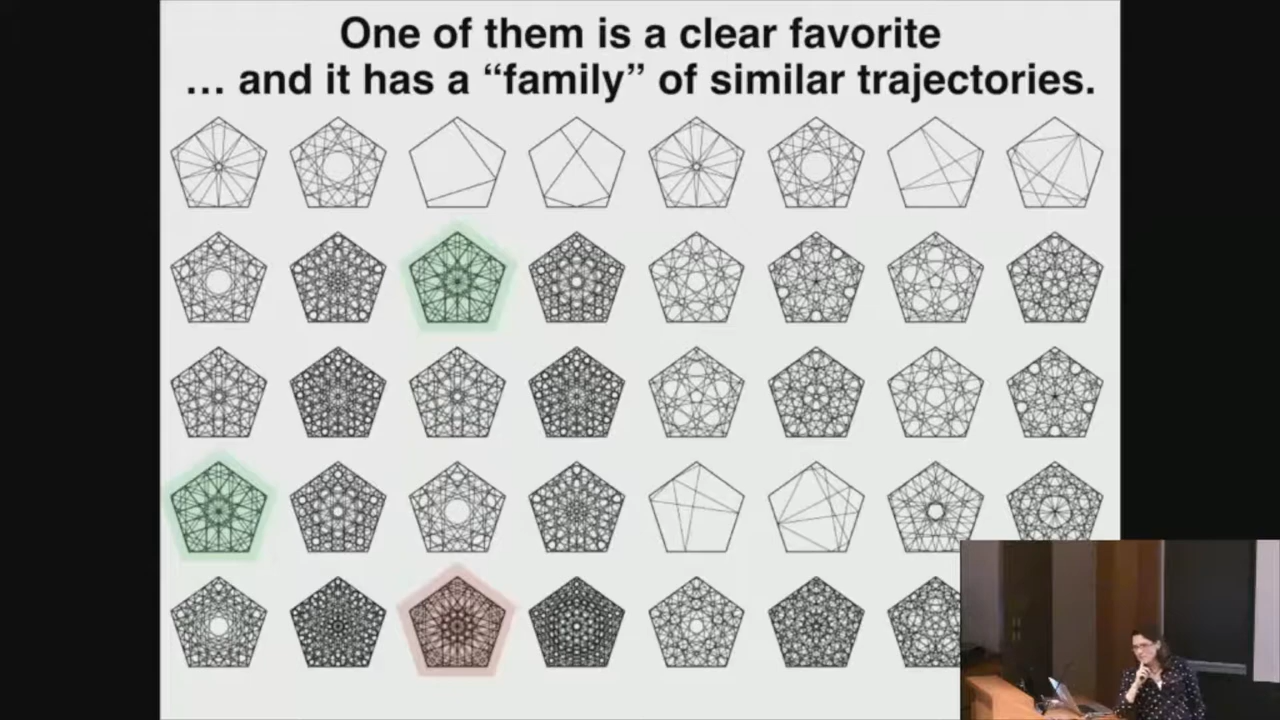 One of them is a clear favorite
… and it has a “family” of similar trajectories.